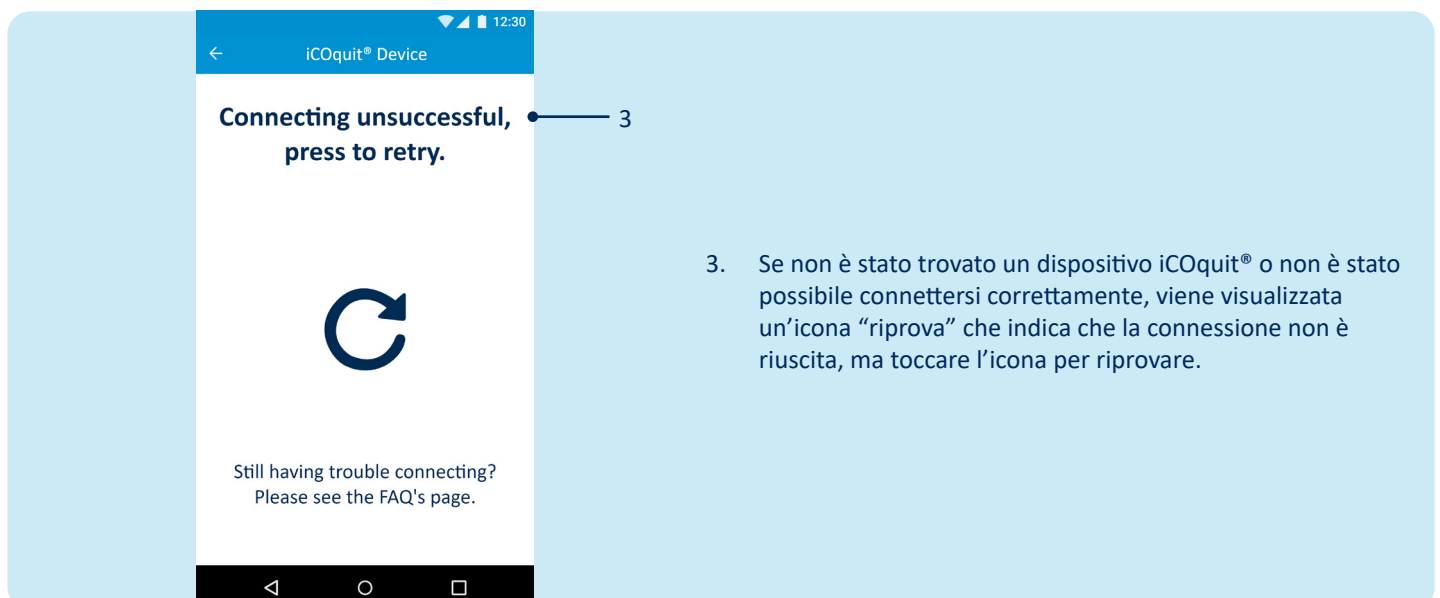 12:30
iCOquit® Device
Connecting unsuccessful,
press to retry.
3
Still having trouble connecting?
Please see the FAQ's page.
3. Se non è stato trovato un dispositivo iCOquit® o non è stato
possibile connettersi correttamente, viene visualizzata
un’icona “riprova” che indica che la connessione non è
riuscita, ma toccare l’icona per riprovare.